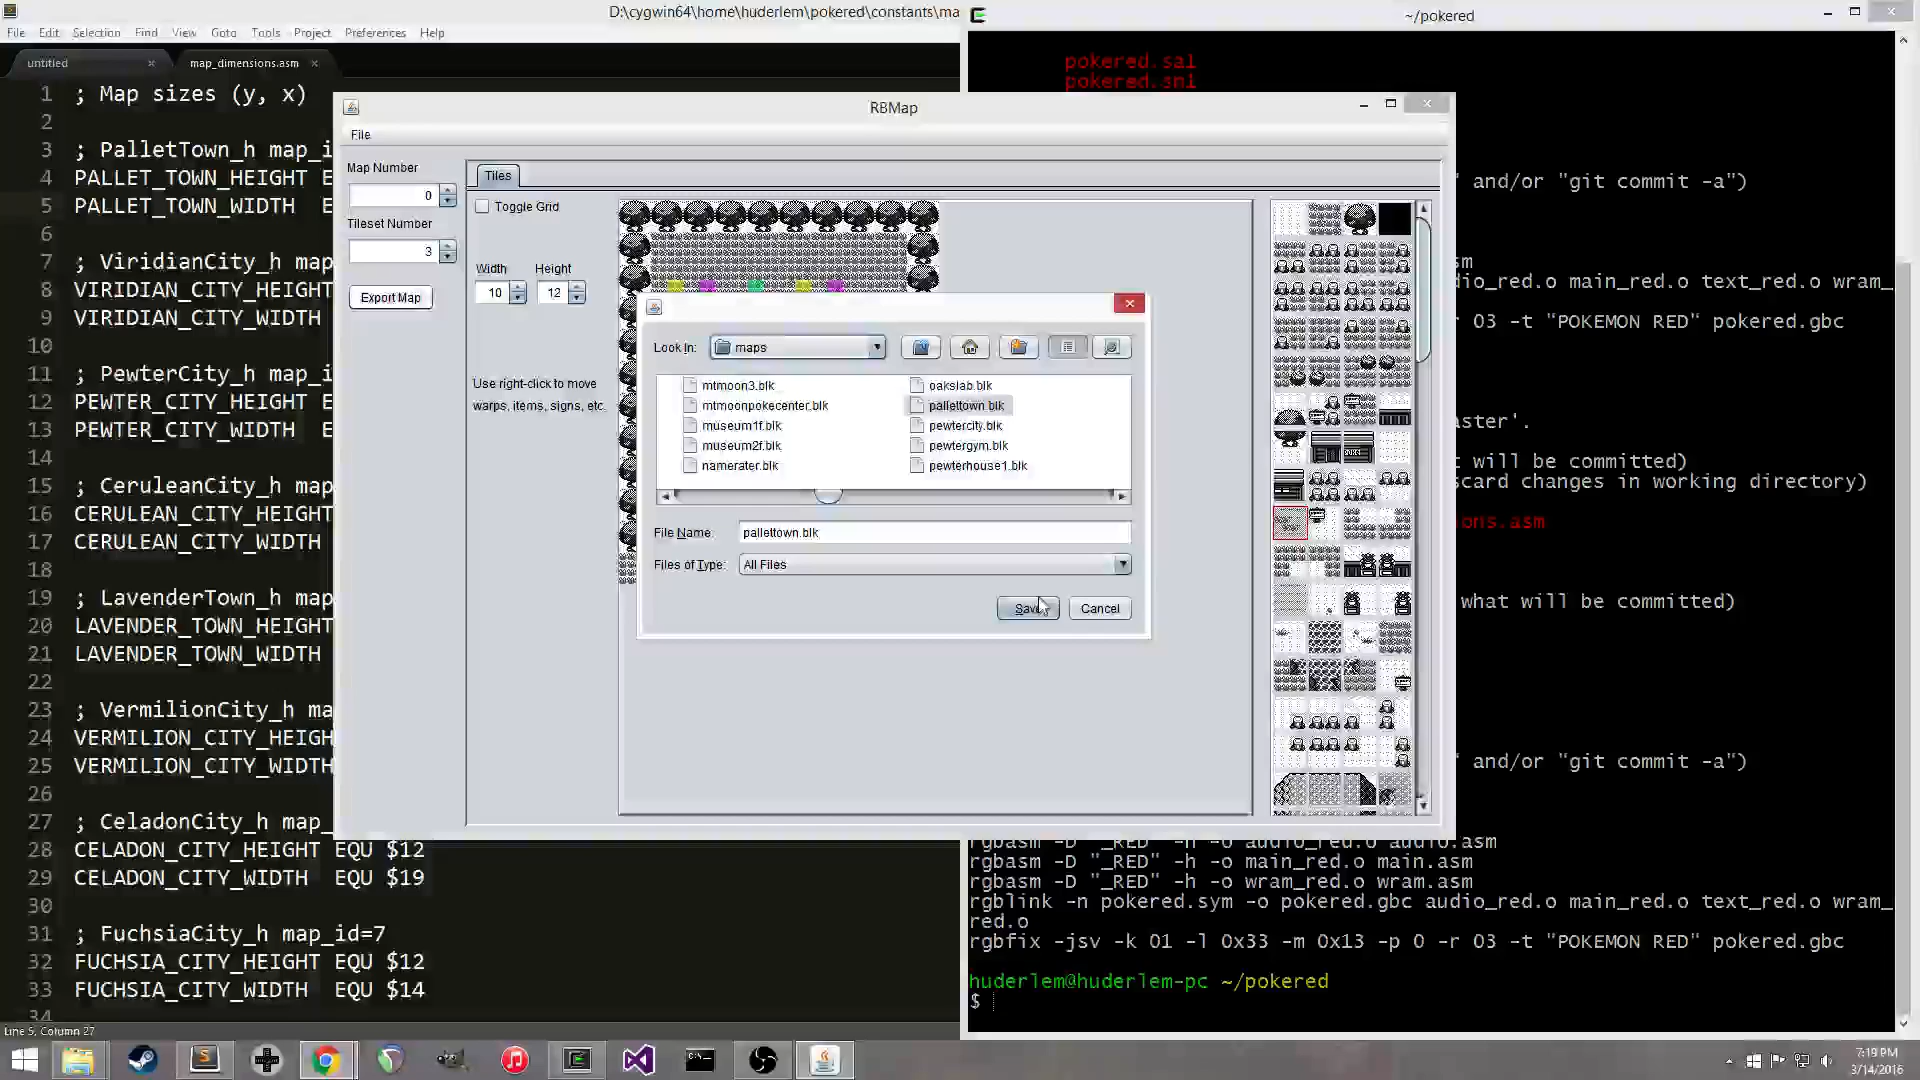 D:\cygwin64\home\huderlem\pokered\constants\ma
File Edit Selection Find View Goto Tools Project Preferences Help
untitled × map_dimensions.asm ×
1 ; Map sizes (y, x)
2
3 ; PalletTown_h map_i
4 PALLET_TOWN_HEIGHT E
5 PALLET_TOWN_WIDTH E
6
7 ; ViridianCity_h map
8 VIRIDIAN_CITY_HEIGHT
9 VIRIDIAN_CITY_WIDTH
10
11 ; PewterCity_h map_i
12 PEWTER_CITY_HEIGHT E
13 PEWTER_CITY_WIDTH E
14
15 ; CeruleanCity_h map
16 CERULEAN_CITY_HEIGHT
17 CERULEAN_CITY_WIDTH
18
19 ; LavenderTown_h map
20 LAVENDER_TOWN_HEIGHT
21 LAVENDER_TOWN_WIDTH
22
23 ; VermilionCity_h ma
24 VERMILION_CITY_HEIGH
25 VERMILION_CITY_WIDTH
26
27 ; CeladonCity_h map_
28 CELADON_CITY_HEIGHT EQU $12
29 CELADON_CITY_WIDTH EQU $19
30
31 ; FuchsiaCity_h map_id=7
32 FUCHSIA_CITY_HEIGHT EQU $12
33 FUCHSIA_CITY_WIDTH EQU $14
34
Line 5, Column 27
RBMap
File
Map Number
0
Tileset Number
3
Export Map
Tiles
Toggle Grid
Width Height
10 12
Use right-click to move
warps, items, signs, etc.
Look In: maps
mtmoon3.blk oakslab.blk
mtmoonpokecenter.blk pallettown.blk
museum1f.blk pewtercity.blk
museum2f.blk pewtergym.blk
namerater.blk pewterhouse1.blk
File Name: pallettown.blk
Files of Type: All Files
Save Cancel
~/pokered
pokered.sa1
pokered.sn1
" and/or "git commit -a")
sm
dio_red.o main_red.o text_red.o wram_
r 03 -t "POKEMON RED" pokered.gbc
aster'.
t will be committed)
scard changes in working directory)
ons.asm
what will be committed)
" and/or "git commit -a")
rgbasm -D "_RED" -h -o audio_red.o audio.asm
rgbasm -D "_RED" -h -o main_red.o main.asm
rgbasm -D "_RED" -h -o wram_red.o wram.asm
rgblink -n pokered.sym -o pokered.gbc audio_red.o main_red.o text_red.o wram_
red.o
rgbfix -jsv -k 01 -l 0x33 -m 0x13 -p 0 -r 03 -t "POKEMON RED" pokered.gbc
huderlem@huderlem-pc ~/pokered
$
7:19 PM
3/14/2016